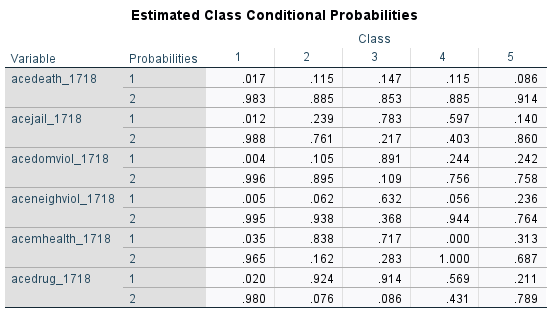 Estimated Class Conditional Probabilities
Class
Variable Probabilities 1 2 3 4 5
acedeath_1718 1 .017 .115 .147 .115 .086
2 .983 .885 .853 .885 .914
acejail_1718 1 .012 .239 .783 .597 .140
2 .988 .761 .217 .403 .860
acedomviol_1718 1 .004 .105 .891 .244 .242
2 .996 .895 .109 .756 .758
aceneighviol_1718 1 .005 .062 .632 .056 .236
2 .995 .938 .368 .944 .764
acemhealth_1718 1 .035 .838 .717 .000 .313
2 .965 .162 .283 1.000 .687
acedrug_1718 1 .020 .924 .914 .569 .211
2 .980 .076 .086 .431 .789